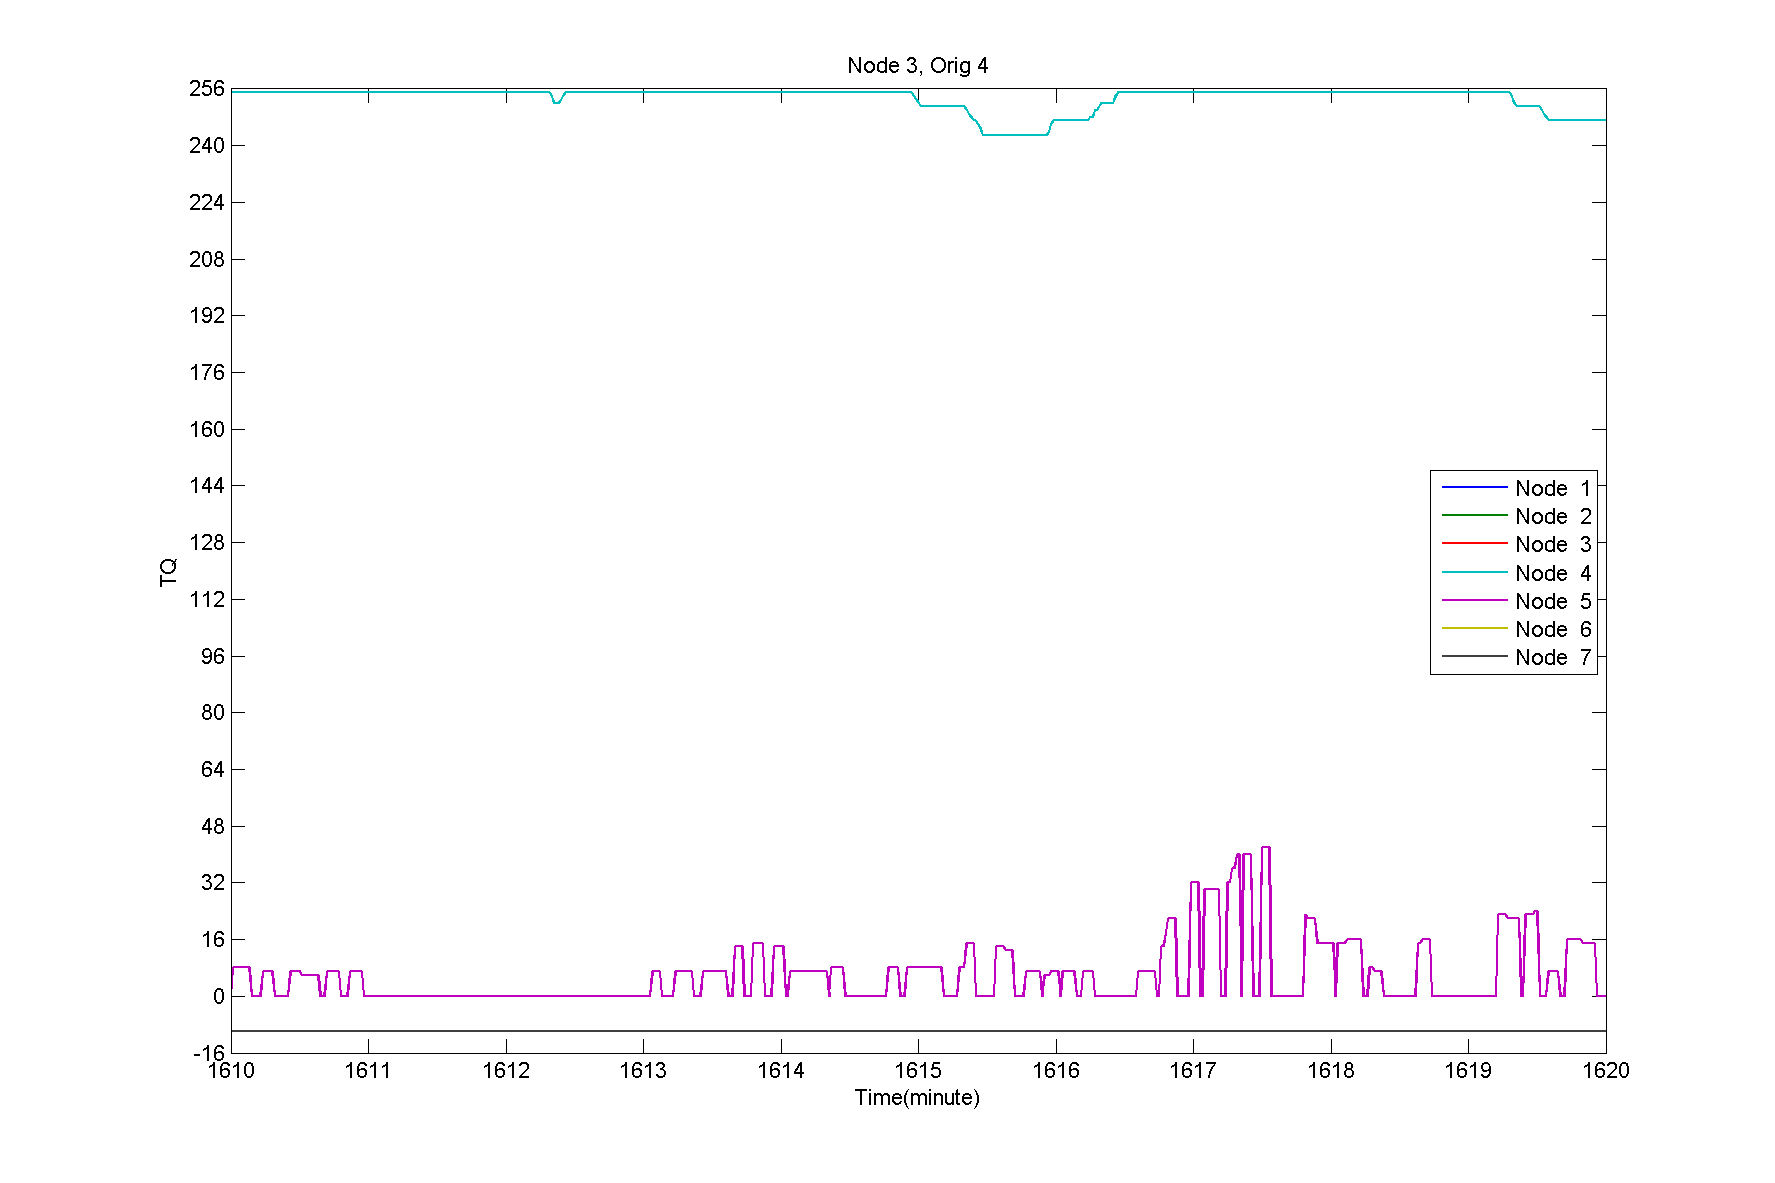 Node 3, Orig 4
256
240
224
208
192
176
160
144
128
112
96
80
64
48
32
16
0
-16
TQ
Node 1
Node 2
Node 3
Node 4
Node 5
Node 6
Node 7
1610 1611 1612 1613 1614 1615 1616 1617 1618 1619 1620
Time(minute)